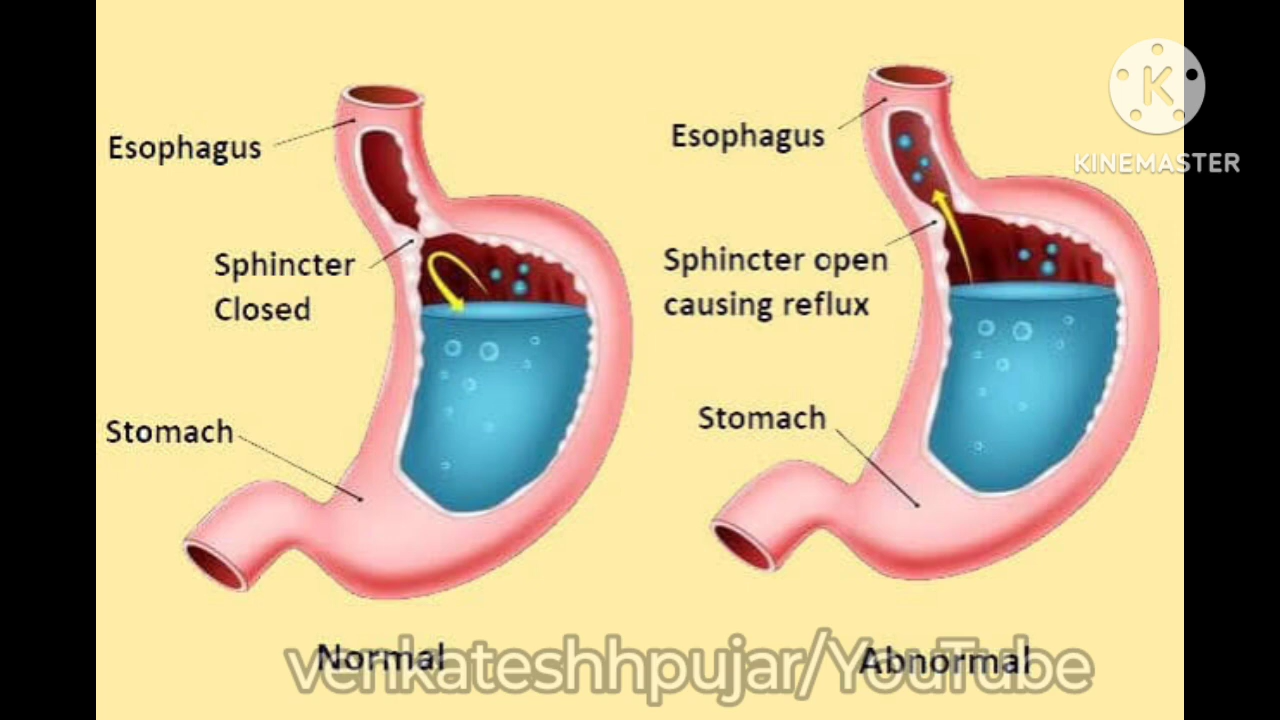 Esophagus
Sphincter
Closed
Stomach
Normal
Esophagus
Sphincter open
causing reflux
Stomach
Abnormal
K
KINEMASTER
venkateshhpujar/YouTube